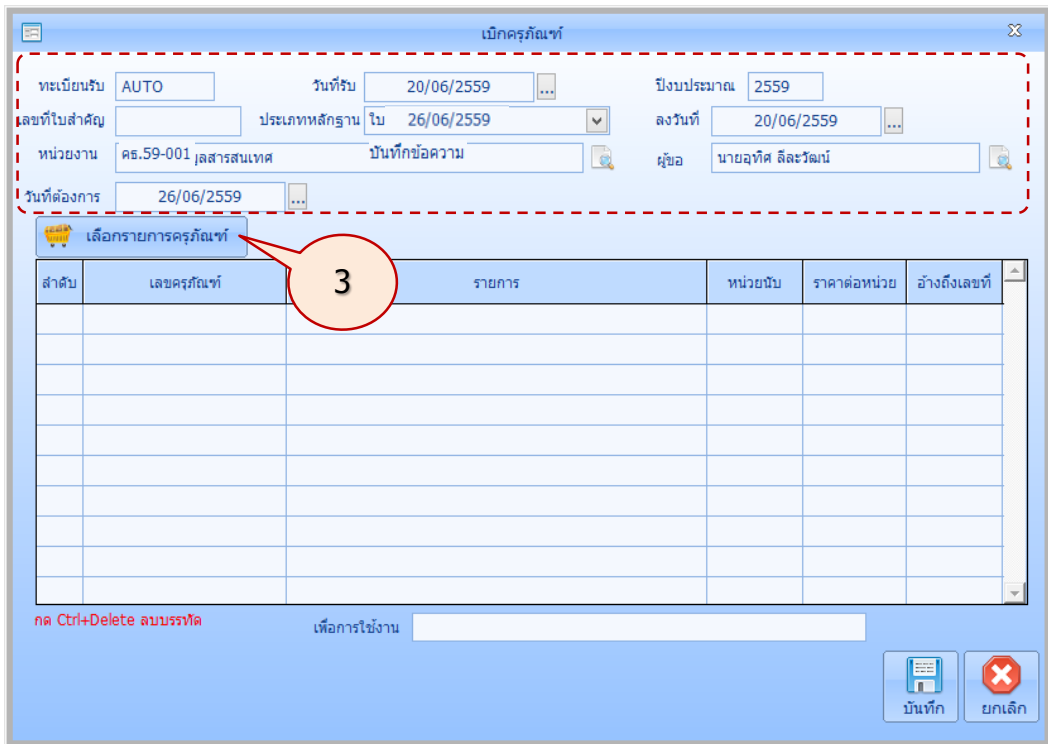 เบิกครุภัณฑ์
ทะเบียนรับ AUTO วันที่รับ 20/06/2559 ... ปีงบประมาณ 2559
เลขที่ใบสำคัญ ประเภทหลักฐาน ใบ 26/06/2559 ลงวันที่ 20/06/2559 ...
หน่วยงาน คธ.59-001 ูลสารสนเทศ บันทึกข้อความ ผู้ขอ นายอุทิศ ลีละวัฒน์
วันที่ต้องการ 26/06/2559 ...
เลือกรายการครุภัณฑ์
3
ลำดับ เลขครุภัณฑ์ รายการ หน่วยนับ ราคาต่อหน่วย อ้างถึงเลขที่
กด Ctrl+Delete ลบบรรทัด
เพื่อการใช้งาน
บันทึก ยกเลิก